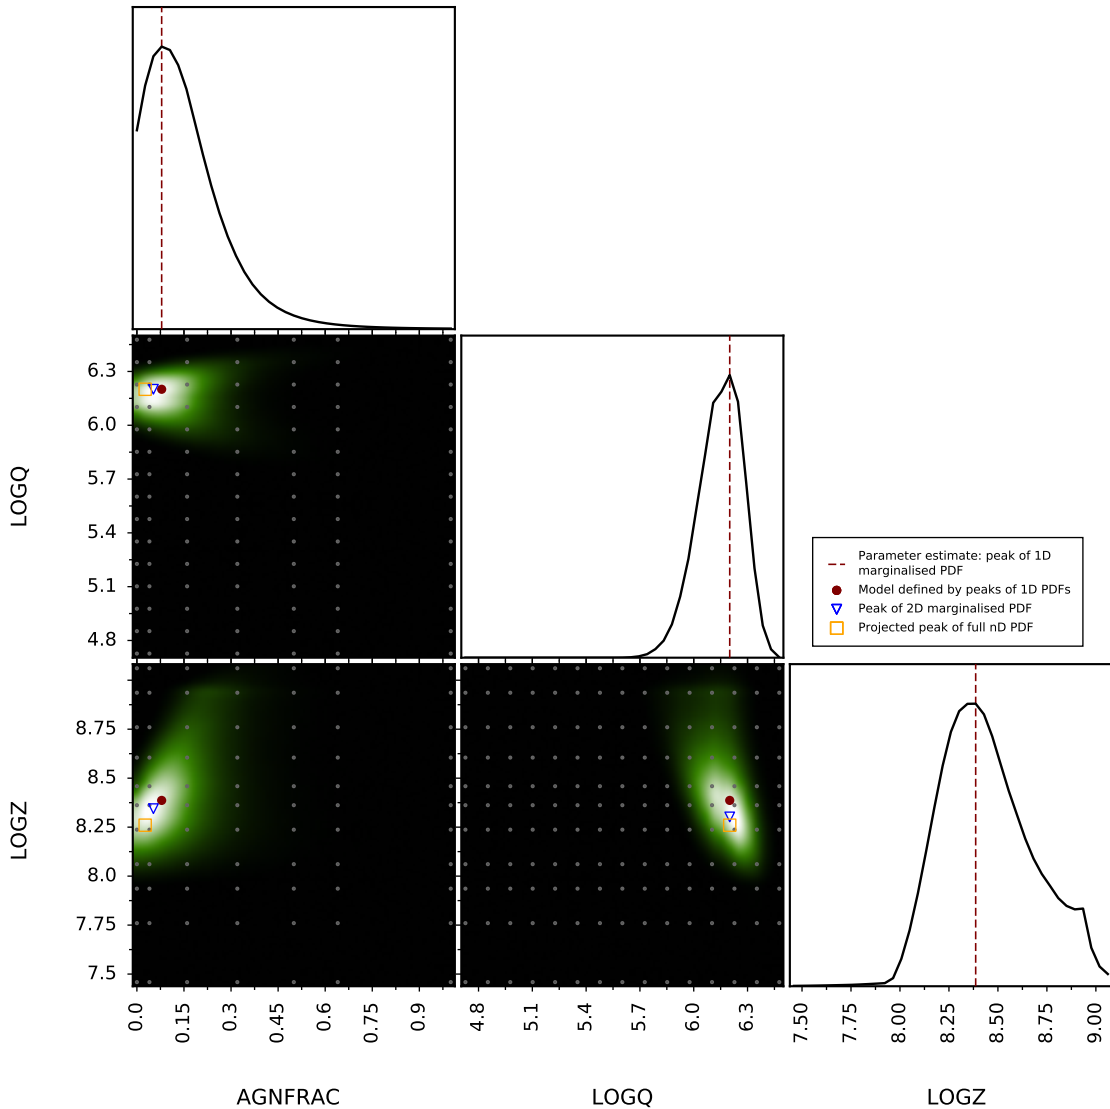 6.3
6.0
5.7
5.4
5.1
4.8
LOGQ
Parameter estimate: peak of 1D
marginalised PDF
Model defined by peaks of 1D PDFs
Peak of 2D marginalised PDF
Projected peak of full nD PDF
8.75
8.5
8.25
8.0
7.75
7.5
LOGZ
0.0 0.15 0.3 0.45 0.6 0.75 0.9
4.8 5.1 5.4 5.7 6.0 6.3
7.50 7.75 8.00 8.25 8.50 8.75 9.00
AGNFRAC
LOGQ
LOGZ